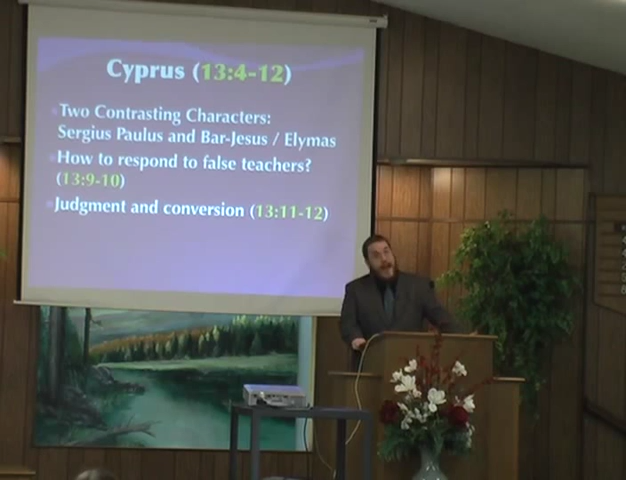 Cyprus (13:4-12)
Two Contrasting Characters:
Sergius Paulus and Bar-Jesus / Elymas
How to respond to false teachers?
(13:9-10)
Judgment and conversion (13:11-12)